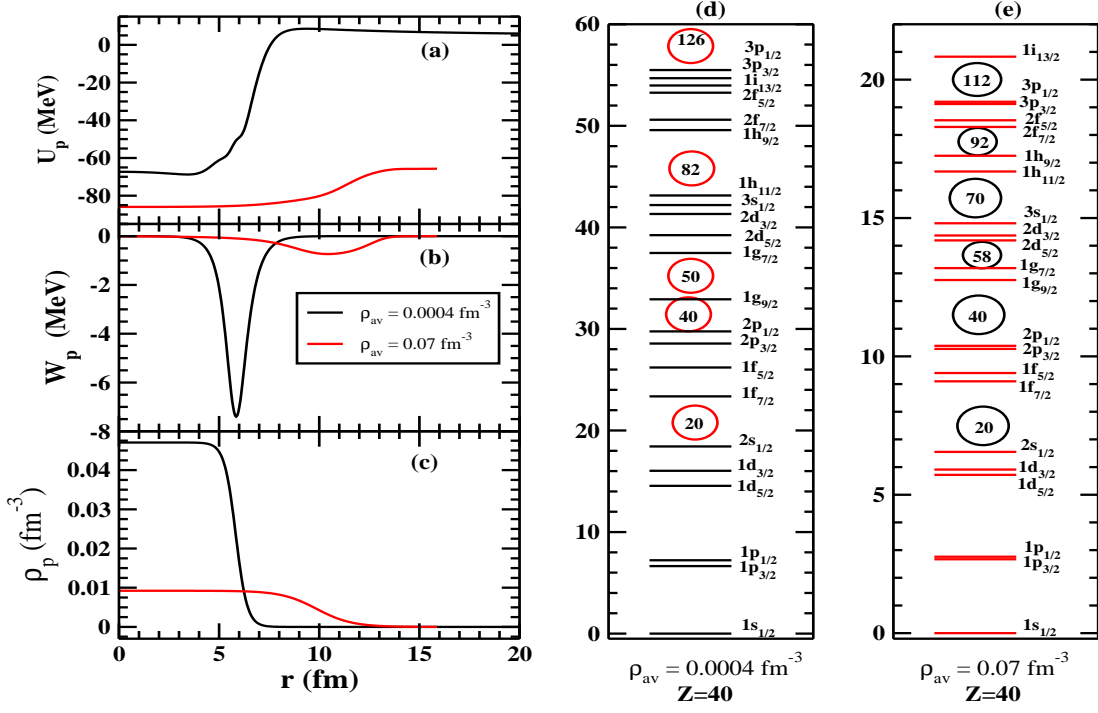 (a)
U_p (MeV)
0
-20
-40
-60
-80
(b)
W_p (MeV)
0
-2
-4
-6
-8
ρ_av = 0.0004 fm^-3
ρ_av = 0.07 fm^-3
(c)
ρ_p (fm^-3)
0.04
0.03
0.02
0.01
0
0 5 10 15 20
r (fm)
(d)
60
50
40
30
20
10
0
126
3p_1/2
3p_3/2
1i_13/2
2f_5/2
2f_7/2
1h_9/2
82
1h_11/2
3s_1/2
2d_3/2
2d_5/2
1g_7/2
50
1g_9/2
40
2p_1/2
2p_3/2
1f_5/2
1f_7/2
20
2s_1/2
1d_3/2
1d_5/2
1p_1/2
1p_3/2
1s_1/2
ρ_av = 0.0004 fm^-3
Z=40
(e)
20
15
10
5
0
1i_13/2
112
3p_1/2
3p_3/2
2f_5/2
2f_7/2
92
1h_9/2
1h_11/2
70
3s_1/2
2d_3/2
2d_5/2
58
1g_7/2
1g_9/2
40
2p_1/2
2p_3/2
1f_5/2
1f_7/2
20
2s_1/2
1d_3/2
1d_5/2
1p_1/2
1p_3/2
1s_1/2
ρ_av = 0.07 fm^-3
Z=40